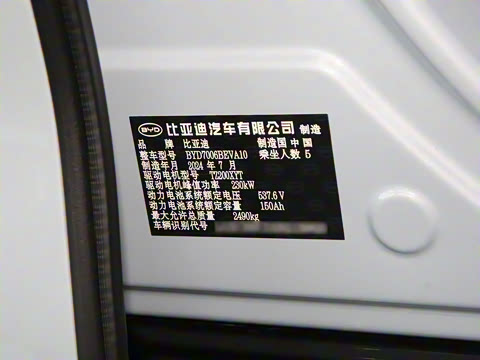 BYD 比亚迪汽车有限公司 制造
品 牌 比亚迪 制造国 中国
整车型号 BYD7006BEVA10 乘坐人数 5
制造年月 2024 年 7 月
驱动电机型号 TZ200XYT
驱动电机峰值功率 230kW
动力电池系统额定电压 537.6 V
动力电池系统额定容量 150Ah
最大允许总质量 2490kg
车辆识别代号